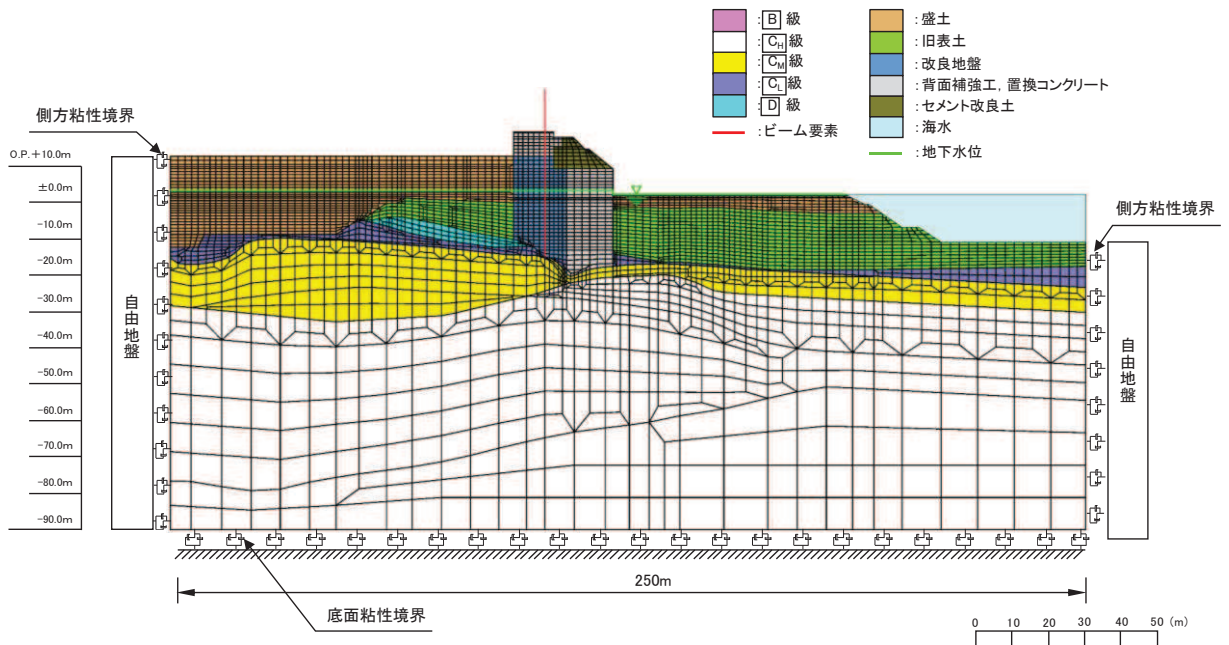 :B 級
:CH級
:CM級
:CL級
:D 級
:ビーム要素
:盛土
:旧表土
:改良地盤
:背面補強工，置換コンクリート
:セメント改良土
:海水
:地下水位
側方粘性境界
O.P.+10.0m
±0.0m
-10.0m
-20.0m
-30.0m
-40.0m
-50.0m
-60.0m
-70.0m
-80.0m
-90.0m
自由地盤
側方粘性境界
自由地盤
250m
底面粘性境界
0 10 20 30 40 50 (m)